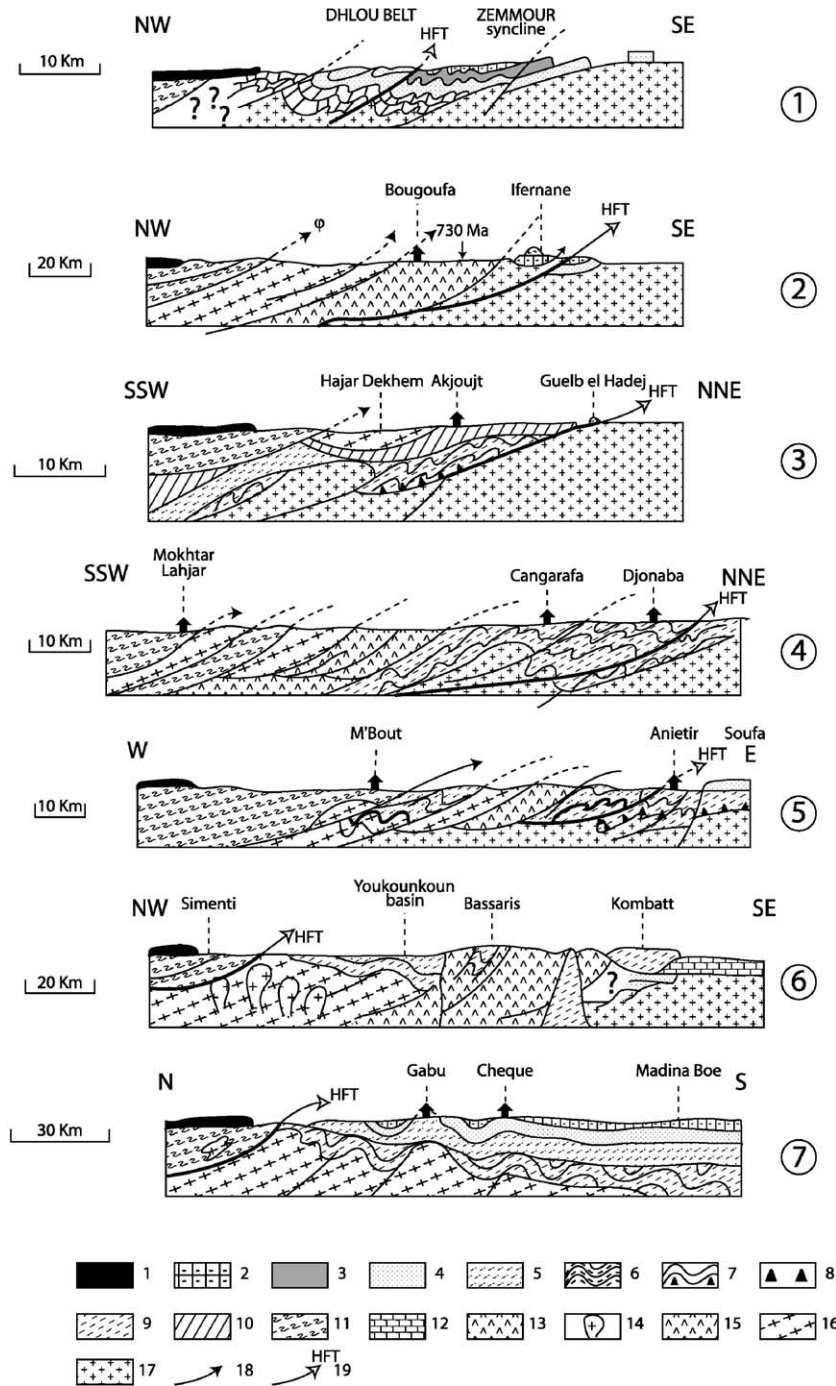 NW DHLOU BELT HFT ZEMMOUR syncline SE
10 Km
? ? ?
1
NW φ Bougoufa 730 Ma Ifernane HFT SE
20 Km
2
SSW Hajar Dekhem Akjoujt Guelb el Hadej HFT NNE
10 Km
3
SSW Mokhtar Lahjar Cangarafa Djonaba NNE
HFT
10 Km
4
W M'Bout Anietir HFT Soufa E
10 Km
5
NW Simenti HFT Youkounkoun basin Bassaris Kombatt SE
20 Km
?
6
N HFT Gabu Cheque Madina Boe S
30 Km
7
1 2 3 4 5 6 7 8
9 10 11 12 13 14 15 16
17 18 HFT 19